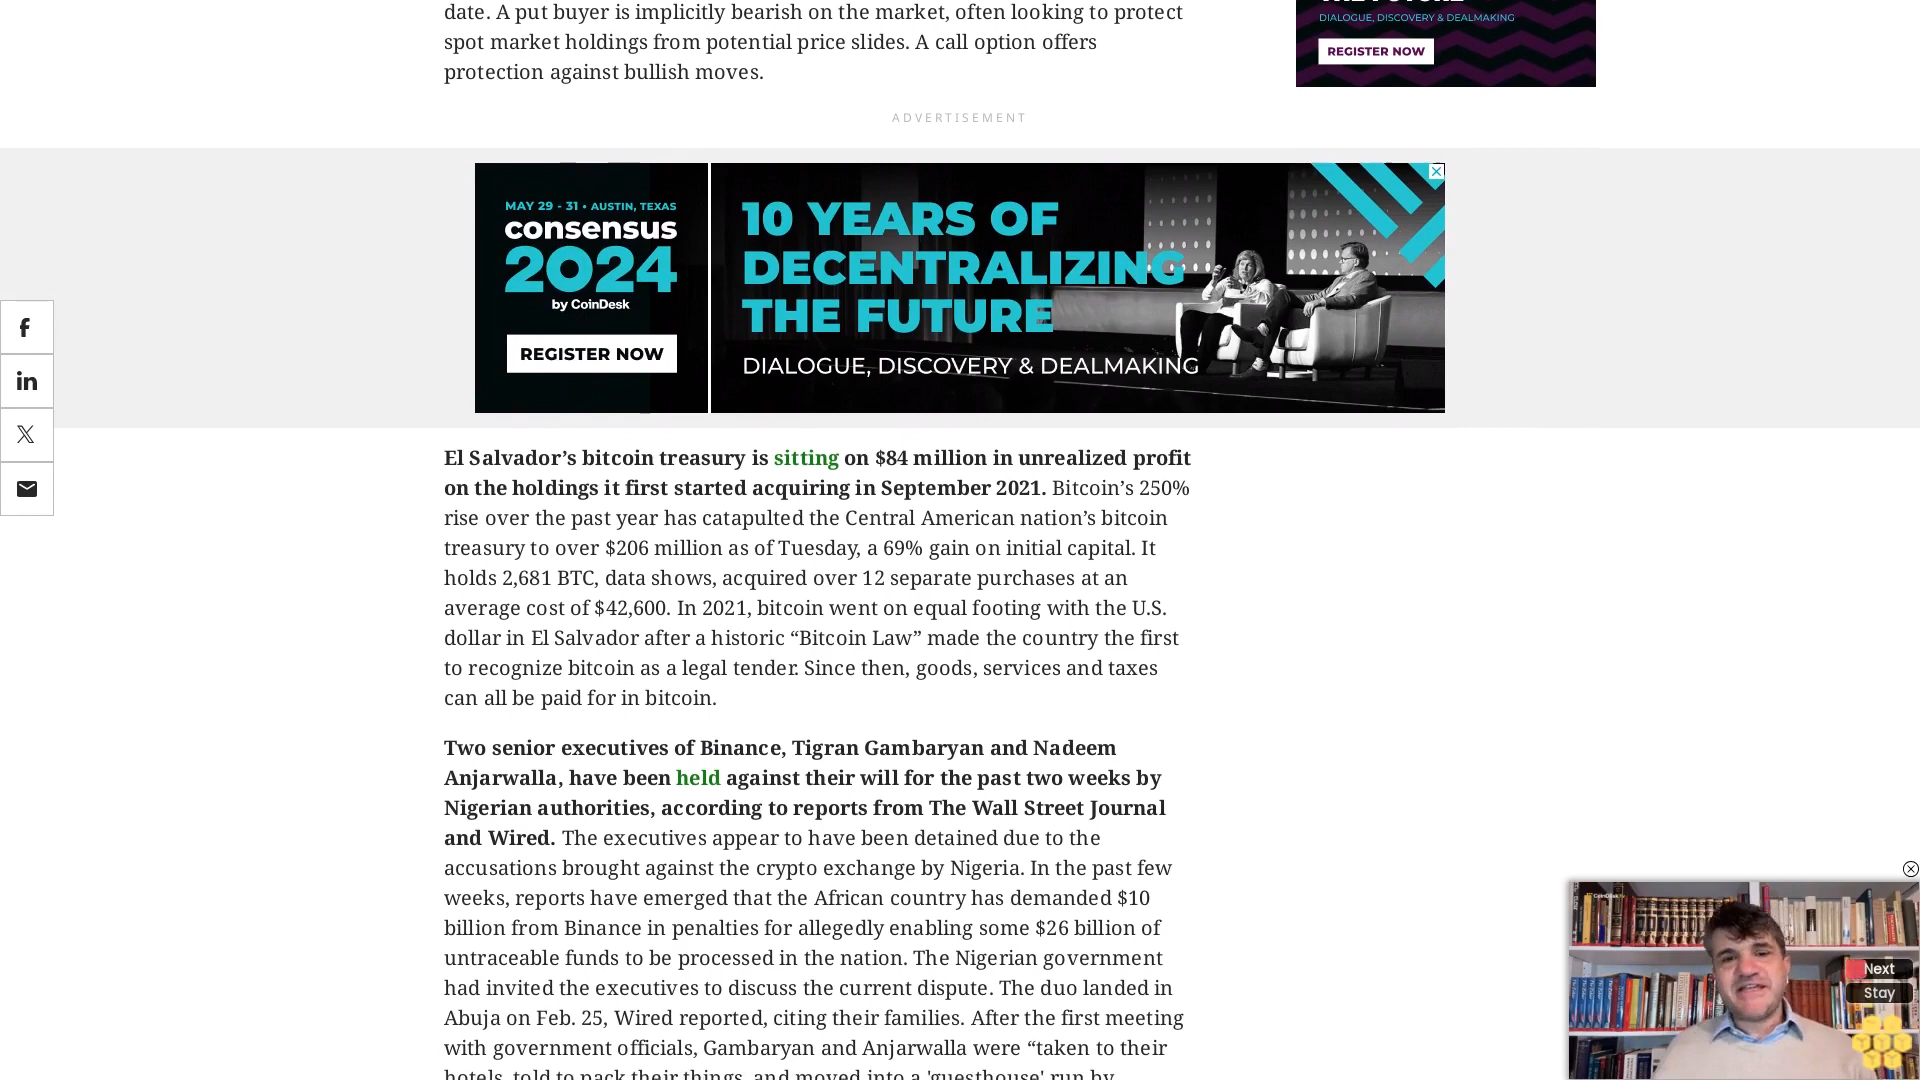 date. A put buyer is implicitly bearish on the market, often looking to protect
spot market holdings from potential price slides. A call option offers
protection against bullish moves.
DIALOGUE, DISCOVERY & DEALMAKING
REGISTER NOW
ADVERTISEMENT
MAY 29 - 31 • AUSTIN, TEXAS
consensus
2024
by CoinDesk
REGISTER NOW
10 YEARS OF
DECENTRALIZING
THE FUTURE
DIALOGUE, DISCOVERY & DEALMAKING
El Salvador’s bitcoin treasury is sitting on $84 million in unrealized profit
on the holdings it first started acquiring in September 2021. Bitcoin’s 250%
rise over the past year has catapulted the Central American nation’s bitcoin
treasury to over $206 million as of Tuesday, a 69% gain on initial capital. It
holds 2,681 BTC, data shows, acquired over 12 separate purchases at an
average cost of $42,600. In 2021, bitcoin went on equal footing with the U.S.
dollar in El Salvador after a historic “Bitcoin Law” made the country the first
to recognize bitcoin as a legal tender. Since then, goods, services and taxes
can all be paid for in bitcoin.
Two senior executives of Binance, Tigran Gambaryan and Nadeem
Anjarwalla, have been held against their will for the past two weeks by
Nigerian authorities, according to reports from The Wall Street Journal
and Wired. The executives appear to have been detained due to the
accusations brought against the crypto exchange by Nigeria. In the past few
weeks, reports have emerged that the African country has demanded $10
billion from Binance in penalties for allegedly enabling some $26 billion of
untraceable funds to be processed in the nation. The Nigerian government
had invited the executives to discuss the current dispute. The duo landed in
Abuja on Feb. 25, Wired reported, citing their families. After the first meeting
with government officials, Gambaryan and Anjarwalla were “taken to their
hotels, told to pack their things, and moved into a 'guesthouse' run by
CoinDesk
Next
Stay